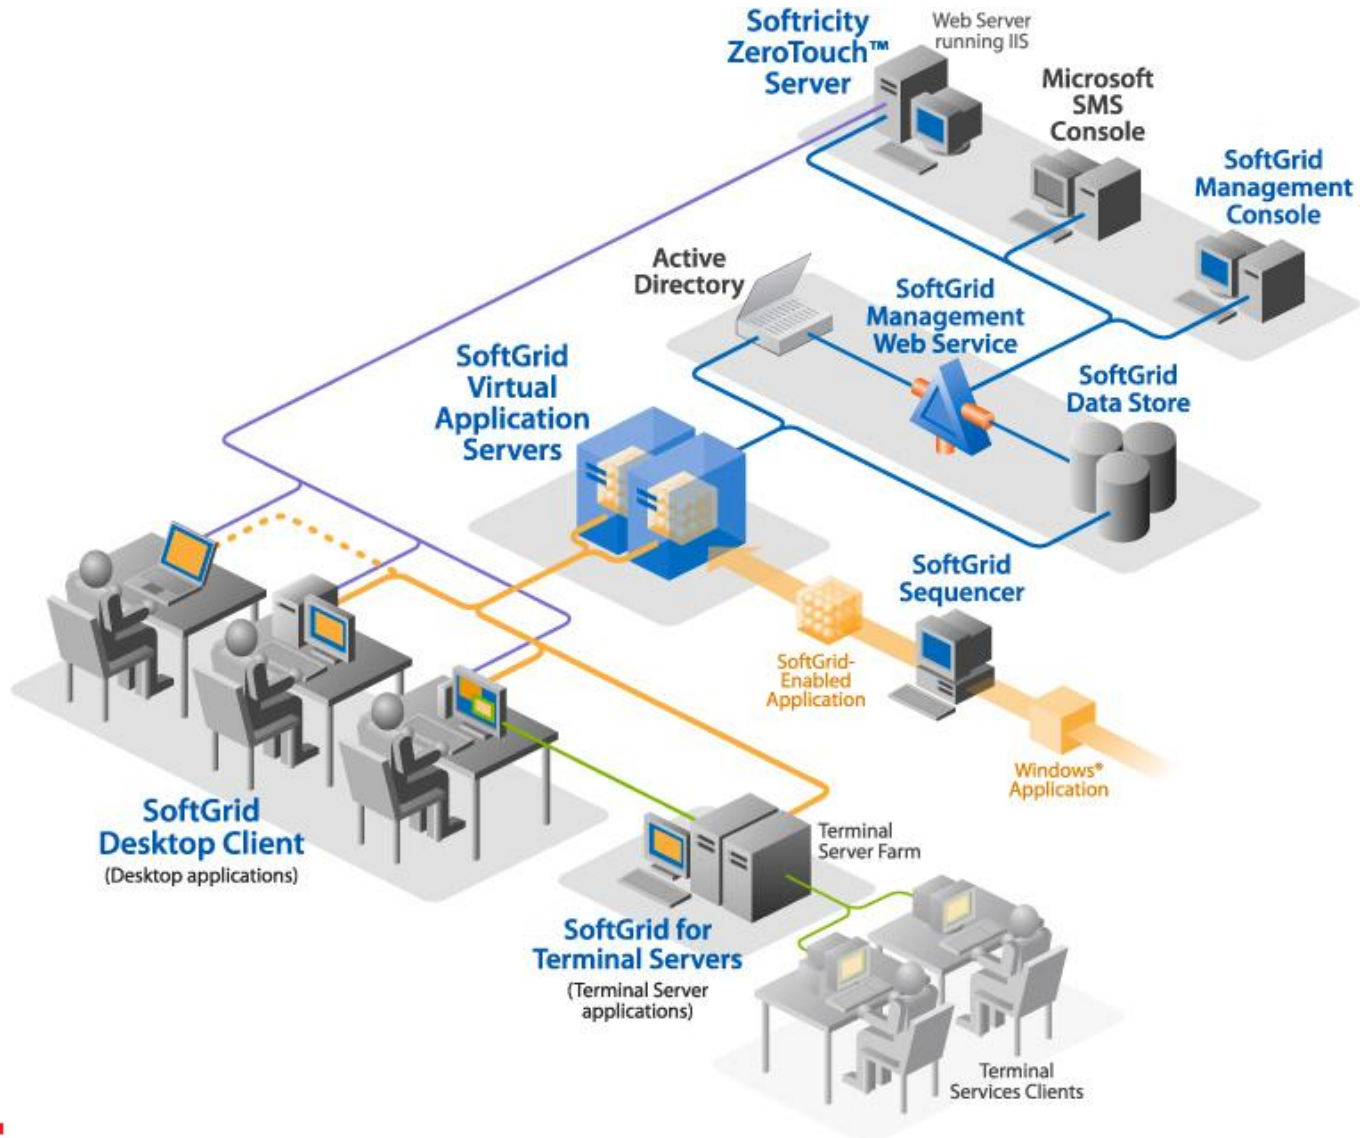 Softricity
ZeroTouch™
Server
Web Server
running IIS
Microsoft
SMS
Console
SoftGrid
Management
Console
Active
Directory
SoftGrid
Management
Web Service
SoftGrid
Data Store
SoftGrid
Virtual
Application
Servers
SoftGrid
Sequencer
SoftGrid-
Enabled
Application
Windows®
Application
SoftGrid
Desktop Client
(Desktop applications)
Terminal
Server Farm
SoftGrid for
Terminal Servers
(Terminal Server
applications)
Terminal
Services Clients